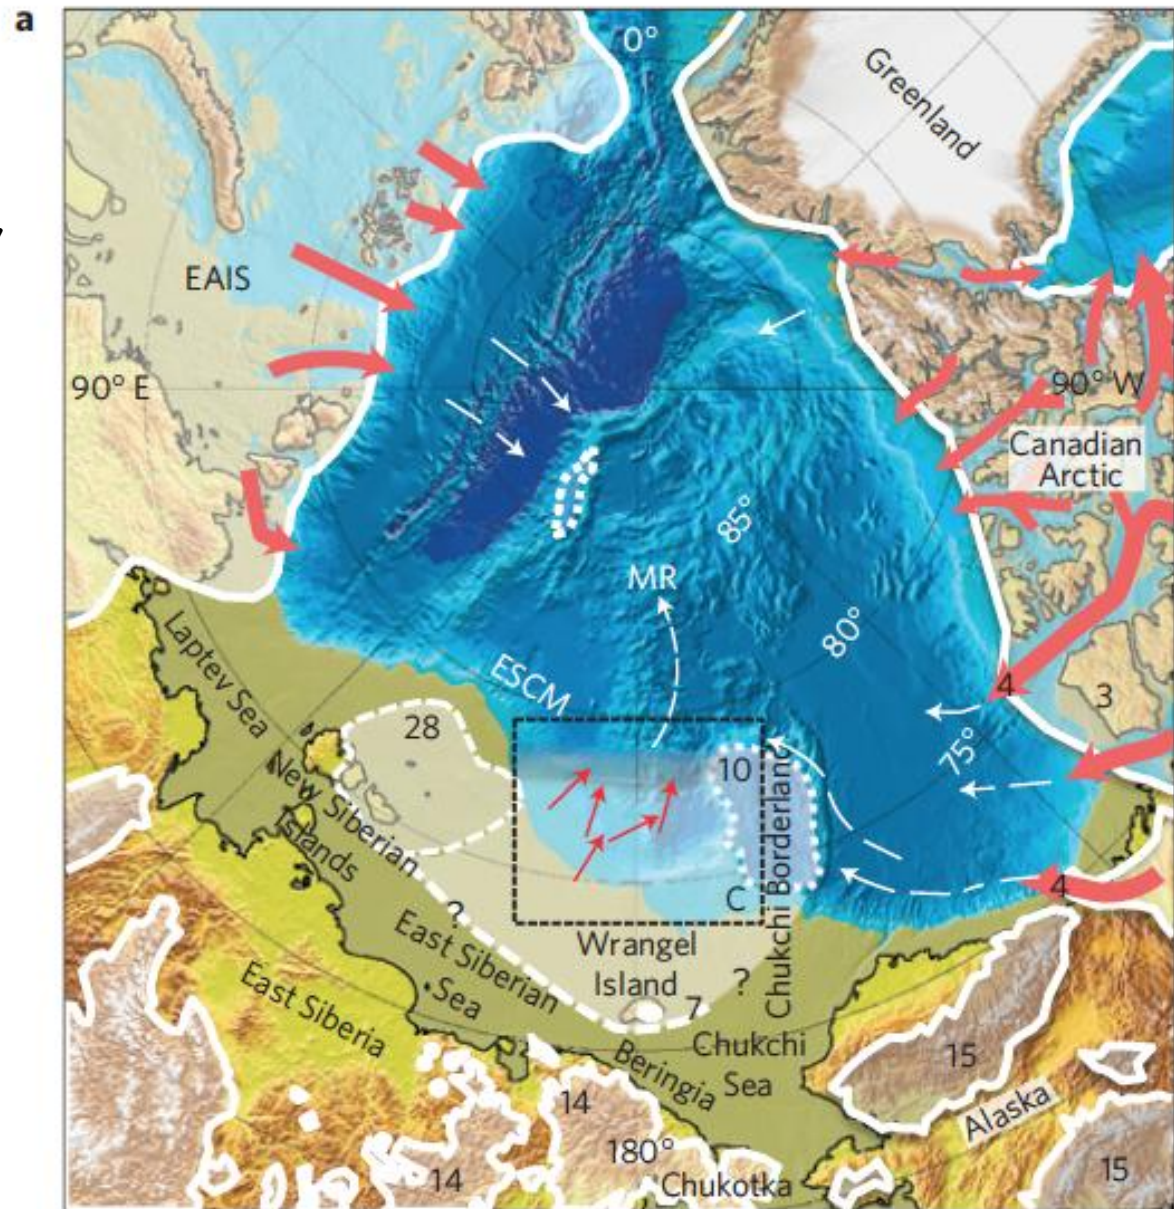 a
0°
Greenland
EAIS
90° E
90° W
Canadian
Arctic
85°
MR
80°
Laptev Sea
ESCM
4
3
28
75°
New Siberian
Islands
10
Chukchi Borderland
C
4
?
East Siberian
Sea
Wrangel
Island
?
7
East Siberia
Beringia
Chukchi
Sea
15
Alaska
14
14
180°
Chukotka
15